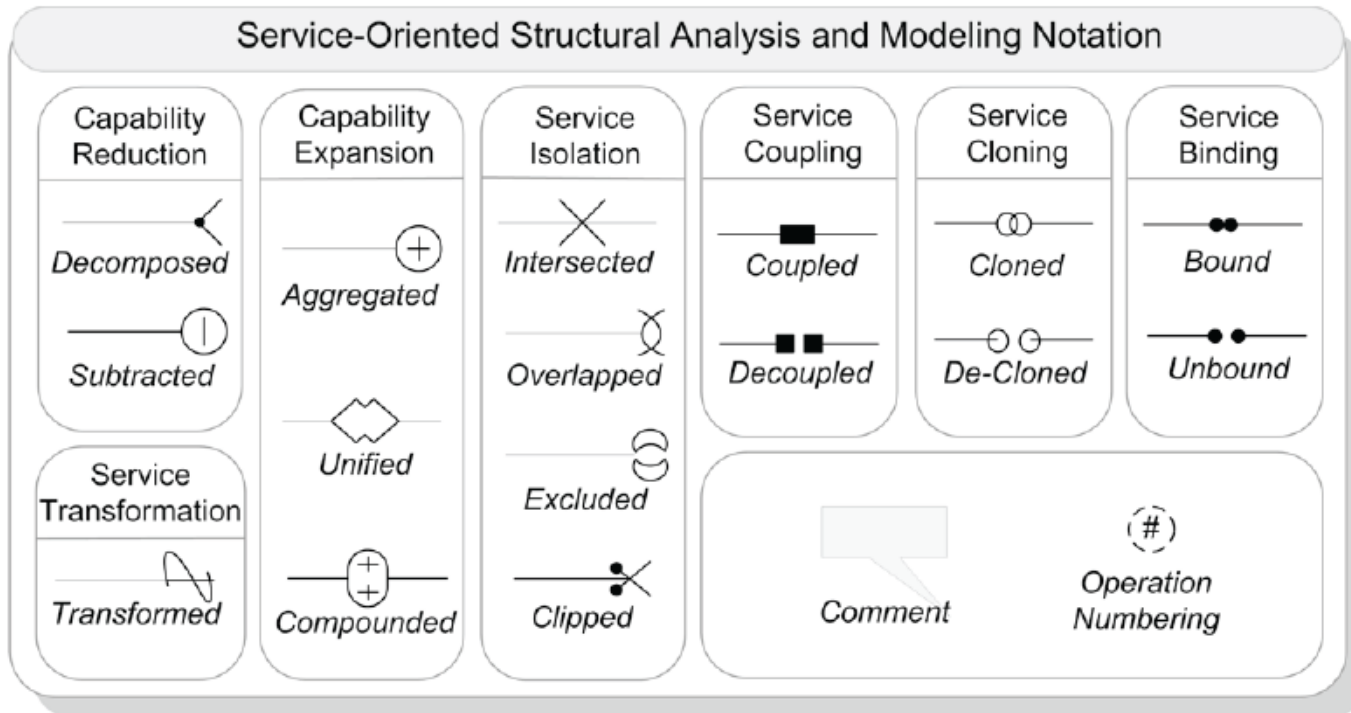 Service-Oriented Structural Analysis and Modeling Notation
Capability
Reduction
Decomposed
Subtracted
Service
Transformation
Transformed
Capability
Expansion
Aggregated
Unified
Compounded
Service
Isolation
Intersected
Overlapped
Excluded
Clipped
Service
Coupling
Coupled
Decoupled
Service
Cloning
Cloned
De-Cloned
Service
Binding
Bound
Unbound
Comment
#
Operation
Numbering